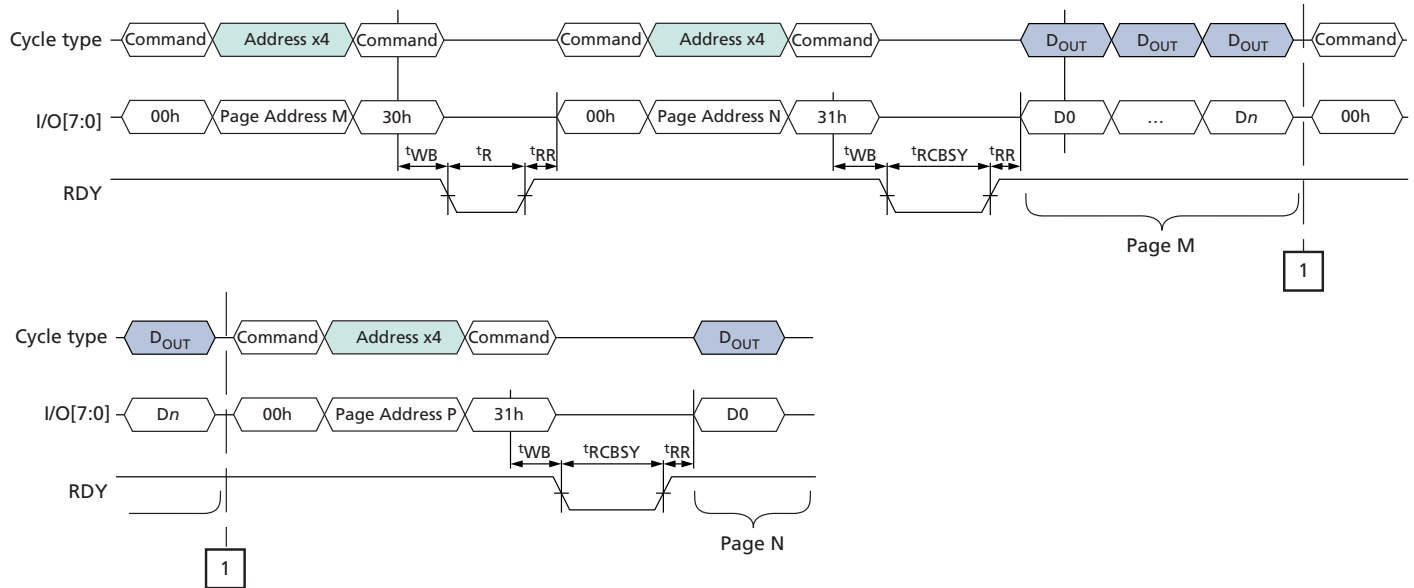 Cycle type Command Address x4 Command Command Address x4 Command DOUT DOUT DOUT Command
I/O[7:0] 00h Page Address M 30h 00h Page Address N 31h D0 … Dn 00h
tWB tR tRR tWB tRCBSY tRR
RDY
Page M
1
Cycle type DOUT Command Address x4 Command DOUT
I/O[7:0] Dn 00h Page Address P 31h D0
tWB tRCBSY tRR
RDY
Page N
1